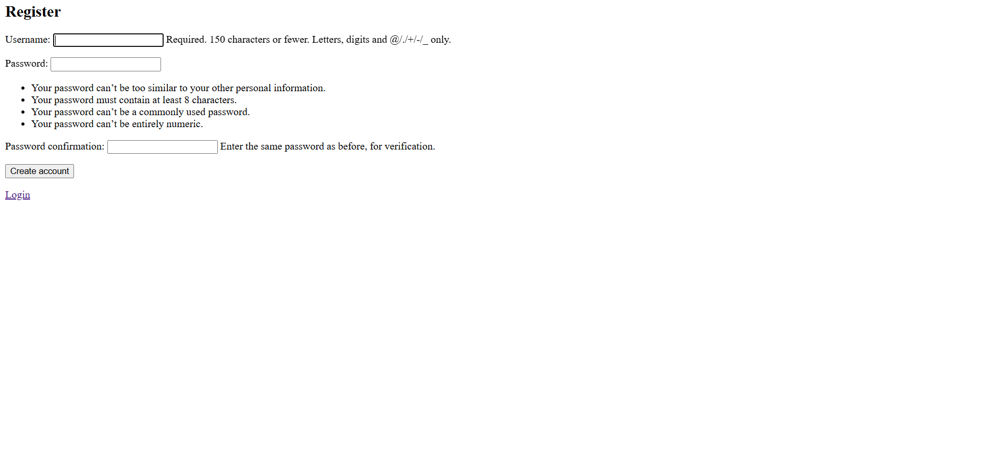 Register
Username: Required. 150 characters or fewer. Letters, digits and @/./+/-/_ only.
Password:
• Your password can’t be too similar to your other personal information.
• Your password must contain at least 8 characters.
• Your password can’t be a commonly used password.
• Your password can’t be entirely numeric.
Password confirmation: Enter the same password as before, for verification.
Create account
Login